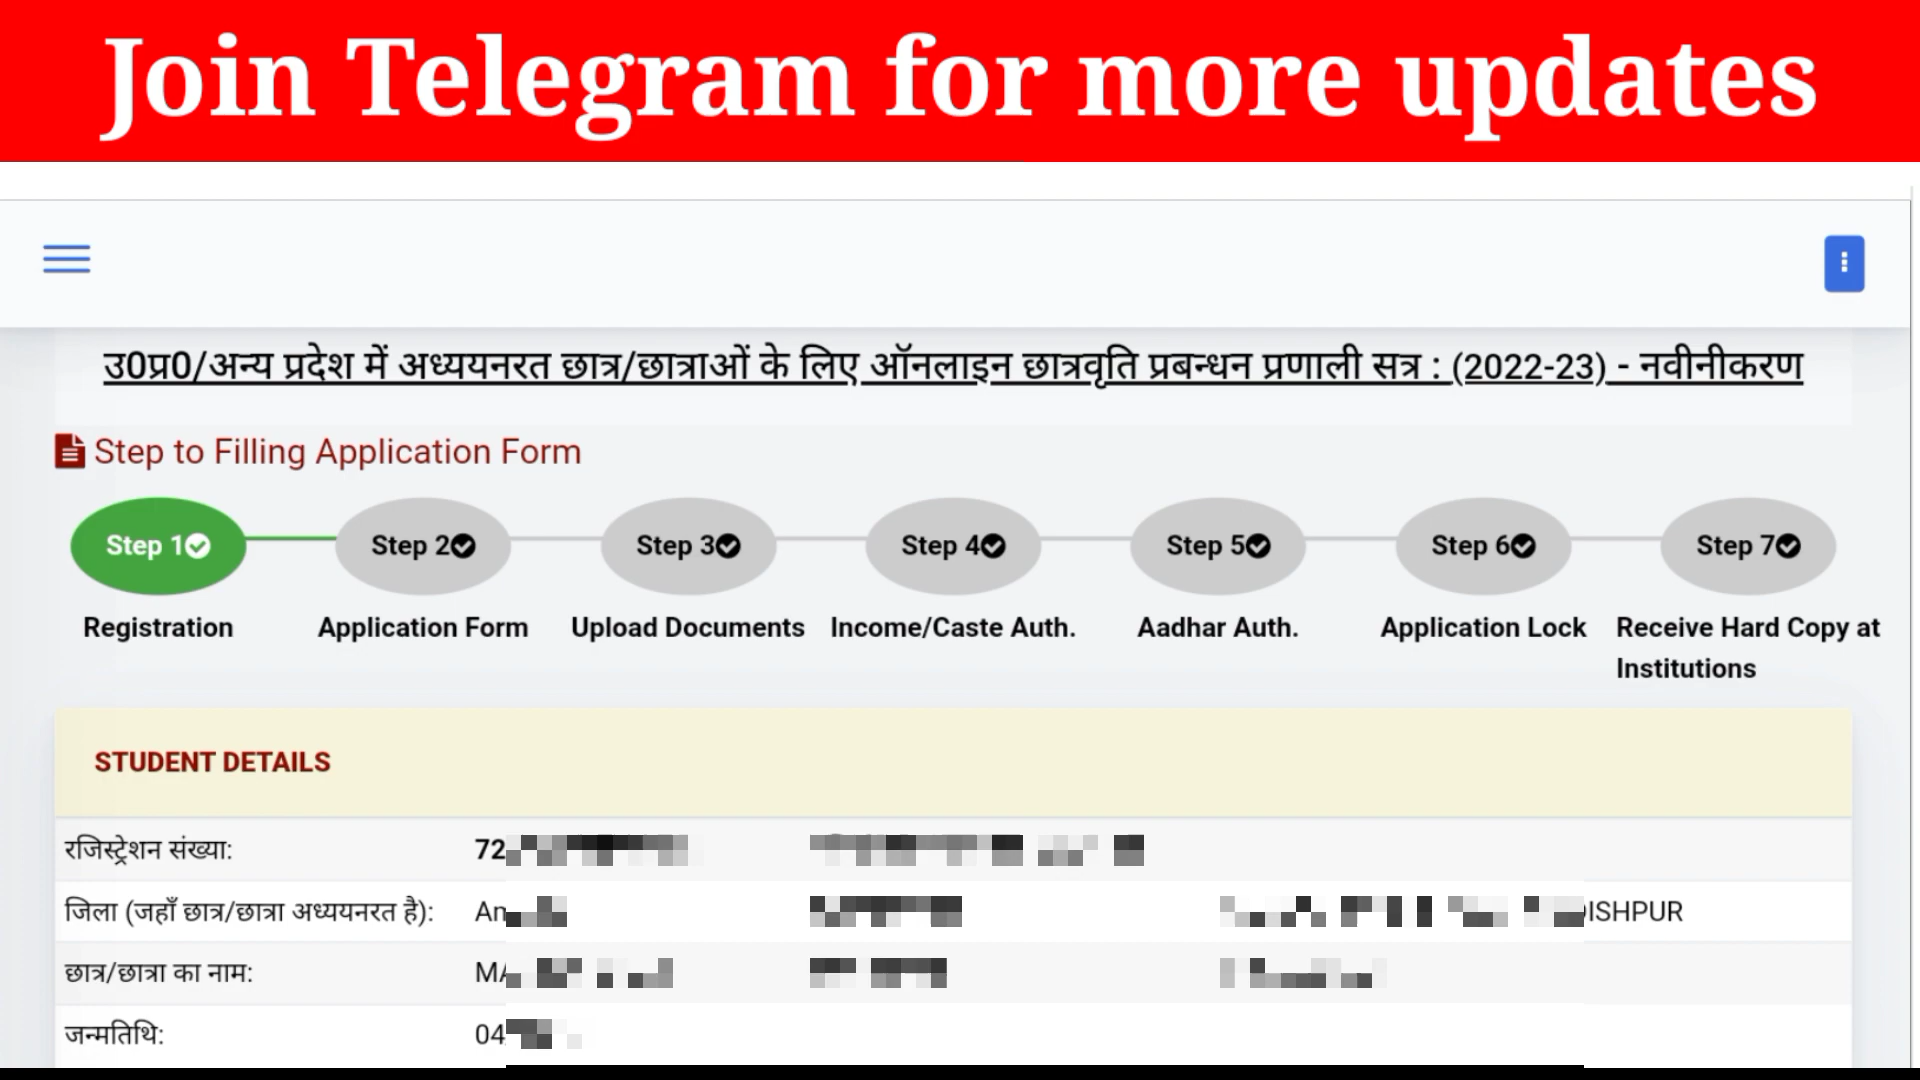 Join Telegram for more updates
उ0प्र0/अन्य प्रदेश में अध्ययनरत छात्र/छात्राओं के लिए ऑनलाइन छात्रवृति प्रबन्धन प्रणाली सत्र : (2022-23) - नवीनीकरण
Step to Filling Application Form
Step 1 Step 2 Step 3 Step 4 Step 5 Step 6 Step 7
Registration Application Form Upload Documents Income/Caste Auth. Aadhar Auth. Application Lock Receive Hard Copy at
Institutions
STUDENT DETAILS
रजिस्ट्रेशन संख्या: 72
जिला (जहाँ छात्र/छात्रा अध्ययनरत है):
छात्र/छात्रा का नाम:
जन्मतिथि: 04